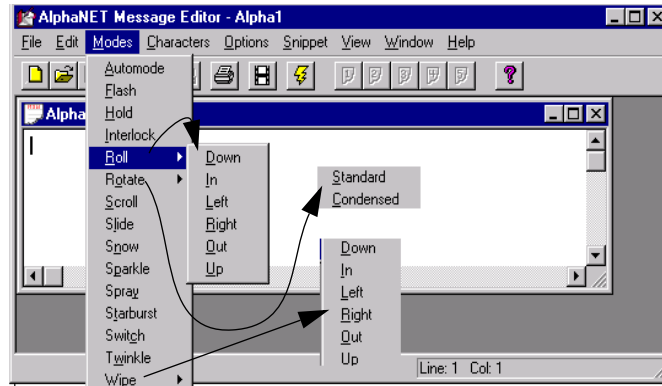 AlphaNET Message Editor - Alpha1
File Edit Modes Characters Options Snippet View Window Help
Automode
Flash
Alpha
Hold
Interlock
Roll
Down
Rotate
In
Standard
Scroll
Left
Condensed
Slide
Right
Snow
Out
Down
Sparkle
Up
In
Spray
Left
Starburst
Right
Switch
Out
Twinkle
Up
Wipe
Line: 1 Col: 1